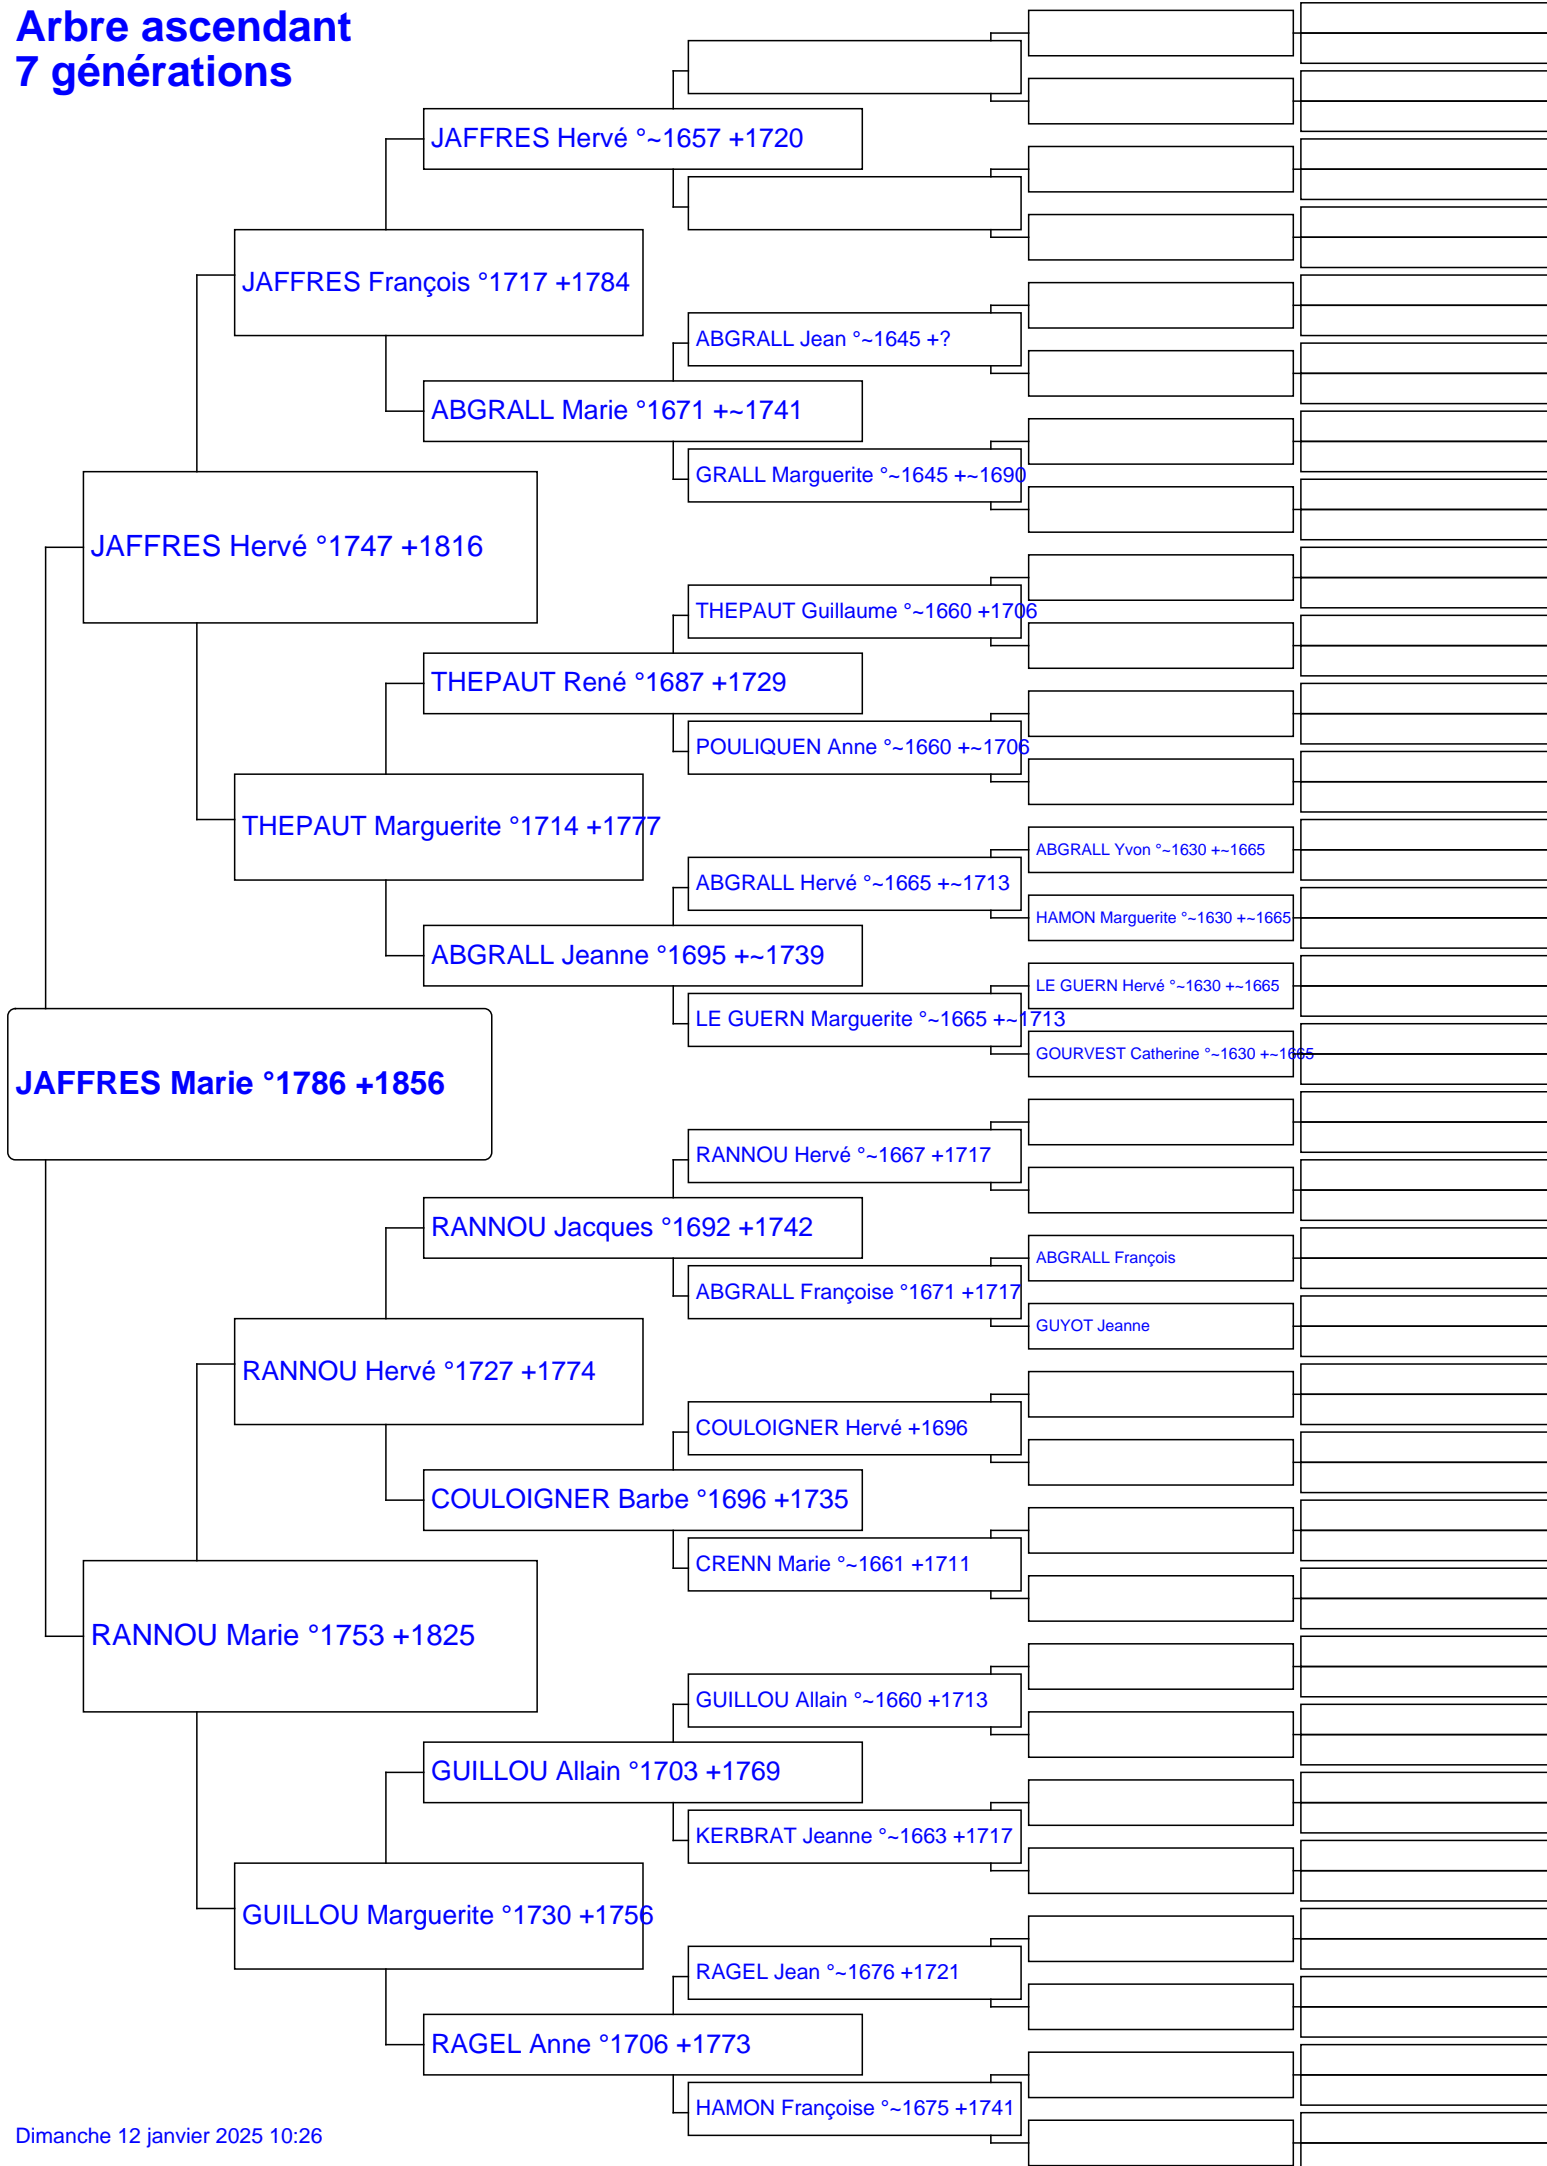 Arbre ascendant
7 générations
JAFFRES Hervé °~1657 +1720
JAFFRES François °1717 +1784
ABGRALL Jean °~1645 +?
ABGRALL Marie °1671 +~1741
GRALL Marguerite °~1645 +~1690
JAFFRES Hervé °1747 +1816
THEPAUT Guillaume °~1660 +1706
THEPAUT René °1687 +1729
POULIQUEN Anne °~1660 +~1706
THEPAUT Marguerite °1714 +1777
ABGRALL Yvon °~1630 +~1665
ABGRALL Hervé °~1665 +~1713
HAMON Marguerite °~1630 +~1665
ABGRALL Jeanne °1695 +~1739
LE GUERN Hervé °~1630 +~1665
LE GUERN Marguerite °~1665 +~1713
GOURVEST Catherine °~1630 +~1665
JAFFRES Marie °1786 +1856
RANNOU Hervé °~1667 +1717
RANNOU Jacques °1692 +1742
ABGRALL François
ABGRALL Françoise °1671 +1717
GUYOT Jeanne
RANNOU Hervé °1727 +1774
COULOIGNER Hervé +1696
COULOIGNER Barbe °1696 +1735
CRENN Marie °~1661 +1711
RANNOU Marie °1753 +1825
GUILLOU Allain °~1660 +1713
GUILLOU Allain °1703 +1769
KERBRAT Jeanne °~1663 +1717
GUILLOU Marguerite °1730 +1756
RAGEL Jean °~1676 +1721
RAGEL Anne °1706 +1773
HAMON Françoise °~1675 +1741
Dimanche 12 janvier 2025 10:26